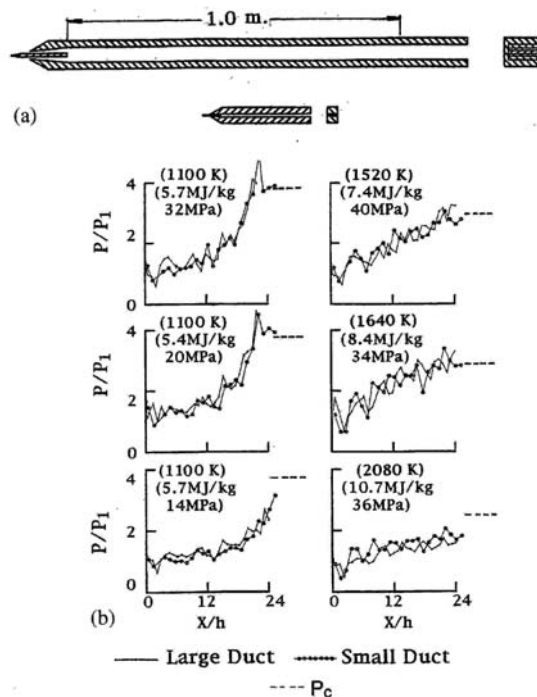 1.0 m.
(a)
(1100 K)
(5.7MJ/kg
32MPa)
(1520 K)
(7.4MJ/kg
40MPa)
P/P1
4
2
0
(1100 K)
(5.4MJ/kg
20MPa)
(1640 K)
(8.4MJ/kg
34MPa)
P/P1
4
2
0
(1100 K)
(5.7MJ/kg
14MPa)
(2080 K)
(10.7MJ/kg
36MPa)
P/P1
4
2
0
0 12 24 0 12 24
(b) X/h X/h
Large Duct Small Duct
Pc